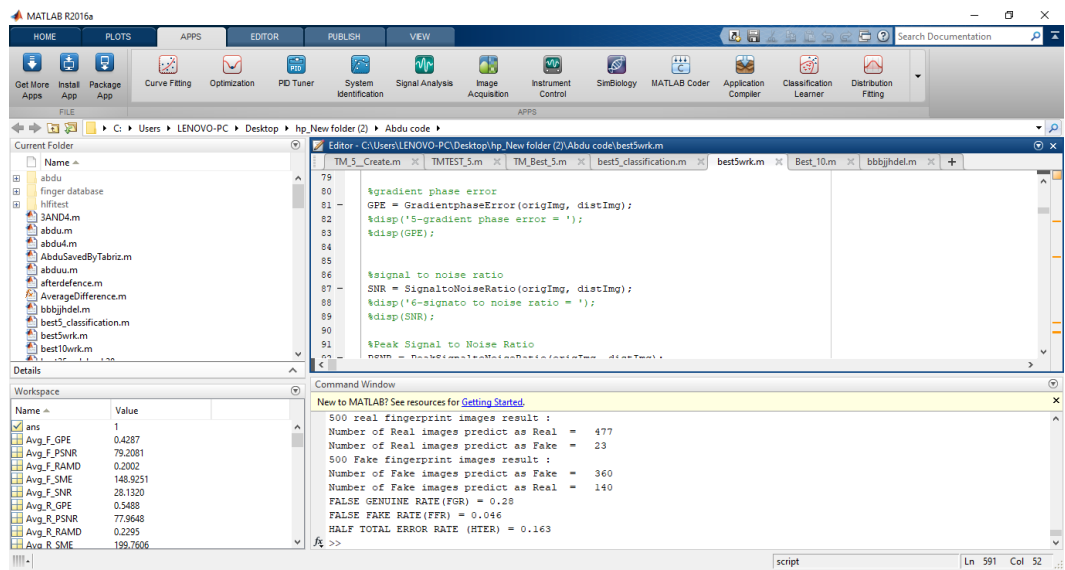 MATLAB R2016a
HOME PLOTS APPS EDITOR PUBLISH VIEW Search Documentation
Get More Apps
Install App
Package App
Curve Fitting
Optimization
PID
PID Tuner
System Identification
Signal Analysis
Image Acquisition
Instrument Control
SimBiology
MATLAB Coder
Application Compiler
Classification Learner
Distribution Fitting
FILE APPS
C: Users LENOVO-PC Desktop hp_New folder (2) Abdu code
Current Folder
Name
abdu
finger database
hlfitest
3AND4.m
abdu.m
abdu4.m
AbduSavedByTabriz.m
abduu.m
afterdefence.m
AverageDifference.m
bbbjjhdel.m
best5_classification.m
best5wrk.m
best10wrk.m
Details
Workspace
Name Value
ans 1
Avg_F_GPE 0.4287
Avg_F_PSNR 79.2081
Avg_F_RAMD 0.2002
Avg_F_SME 148.9251
Avg_F_SNR 28.1320
Avg_R_GPE 0.5488
Avg_R_PSNR 77.9648
Avg_R_RAMD 0.2295
Avg_R_SME 199.7606
Editor - C:\Users\LENOVO-PC\Desktop\hp_New folder (2)\Abdu code\best5wrk.m
TM_5__Create.m TMTEST_5.m TM_Best_5.m best5_classification.m best5wrk.m Best_10.m bbbjjhdel.m +
79
80 %gradient phase error
81 – GPE = GradientphaseError(origImg, distImg);
82 %disp('5-gradient phase error = ');
83 %disp(GPE);
84
85
86 %signal to noise ratio
87 – SNR = SignaltoNoiseRatio(origImg, distImg);
88 %disp('6-signato to noise ratio = ');
89 %disp(SNR);
90
91 %Peak Signal to Noise Ratio
92 – PSNR = PeakSignaltoNoiseRatio(origImg, distImg);
Command Window
New to MATLAB? See resources for Getting Started.
500 real fingerprint images result :
Number of Real images predict as Real = 477
Number of Real images predict as Fake = 23
500 Fake fingerprint images result :
Number of Fake images predict as Fake = 360
Number of Fake images predict as Real = 140
FALSE GENUINE RATE(FGR) = 0.28
FALSE FAKE RATE(FFR) = 0.046
HALF TOTAL ERROR RATE (HTER) = 0.163
fx >>
script Ln 591 Col 52